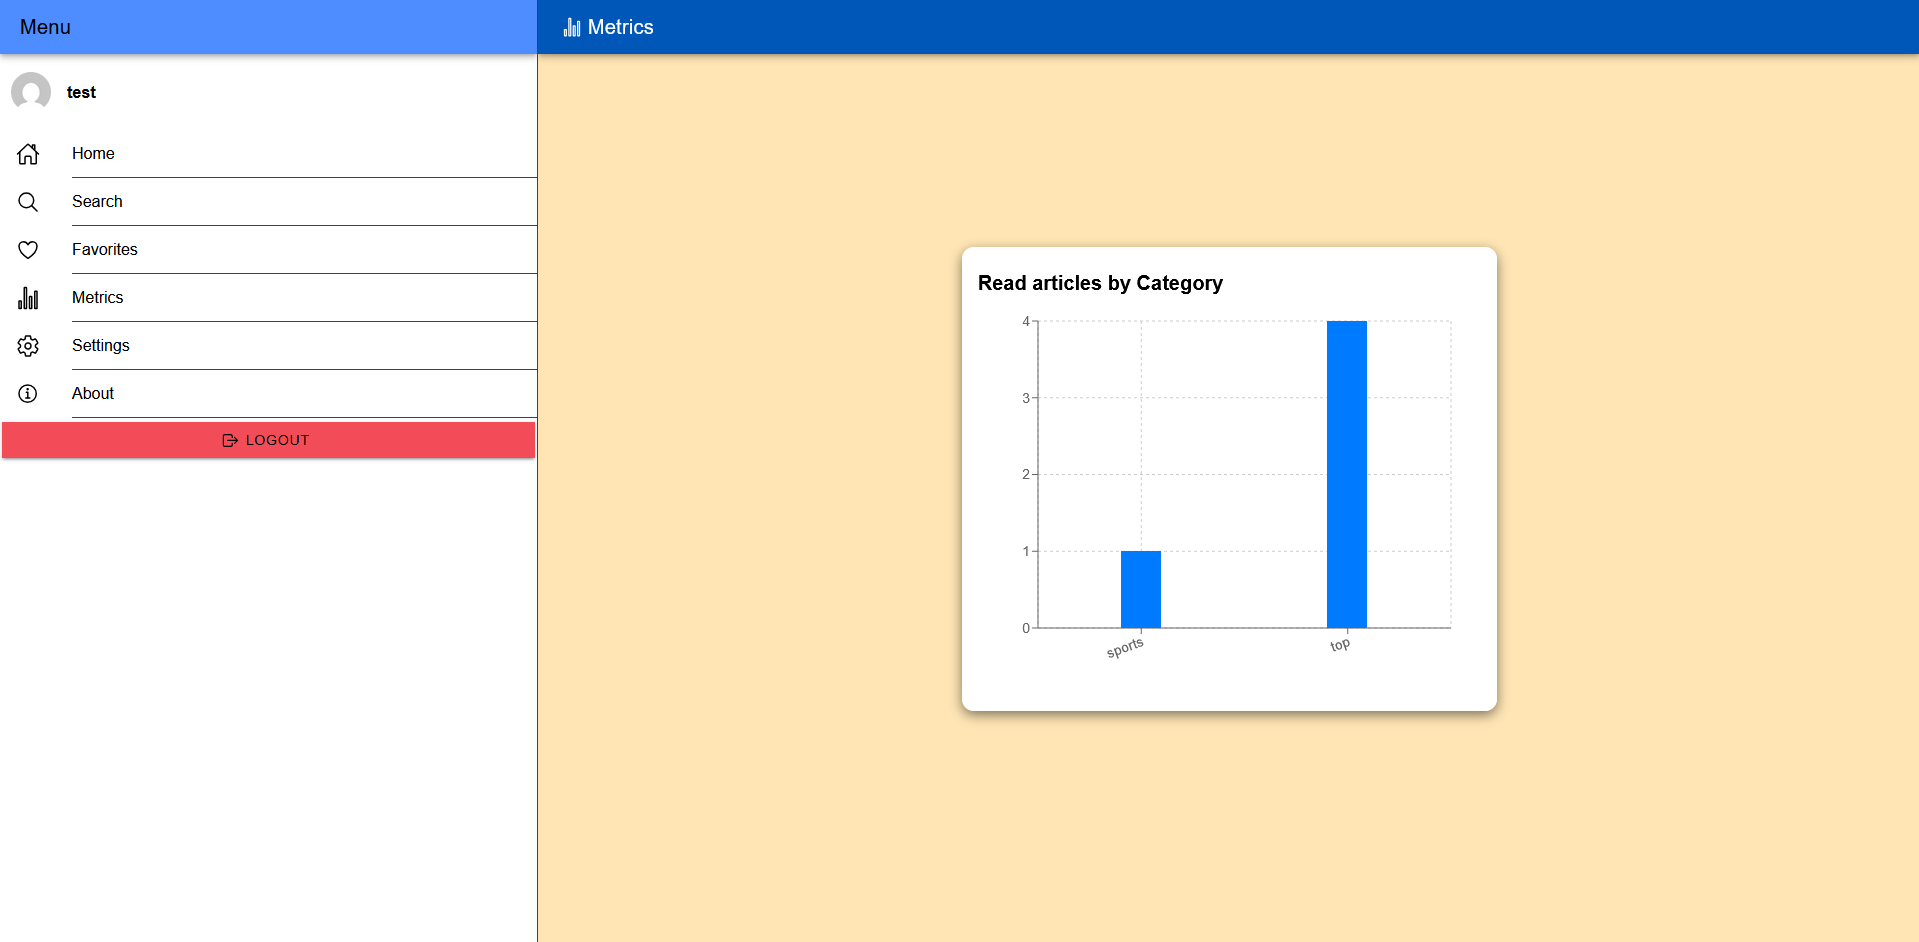 Menu
Metrics
test
Home
Search
Favorites
Metrics
Settings
About
LOGOUT
Read articles by Category
4
3
2
1
0
sports
top